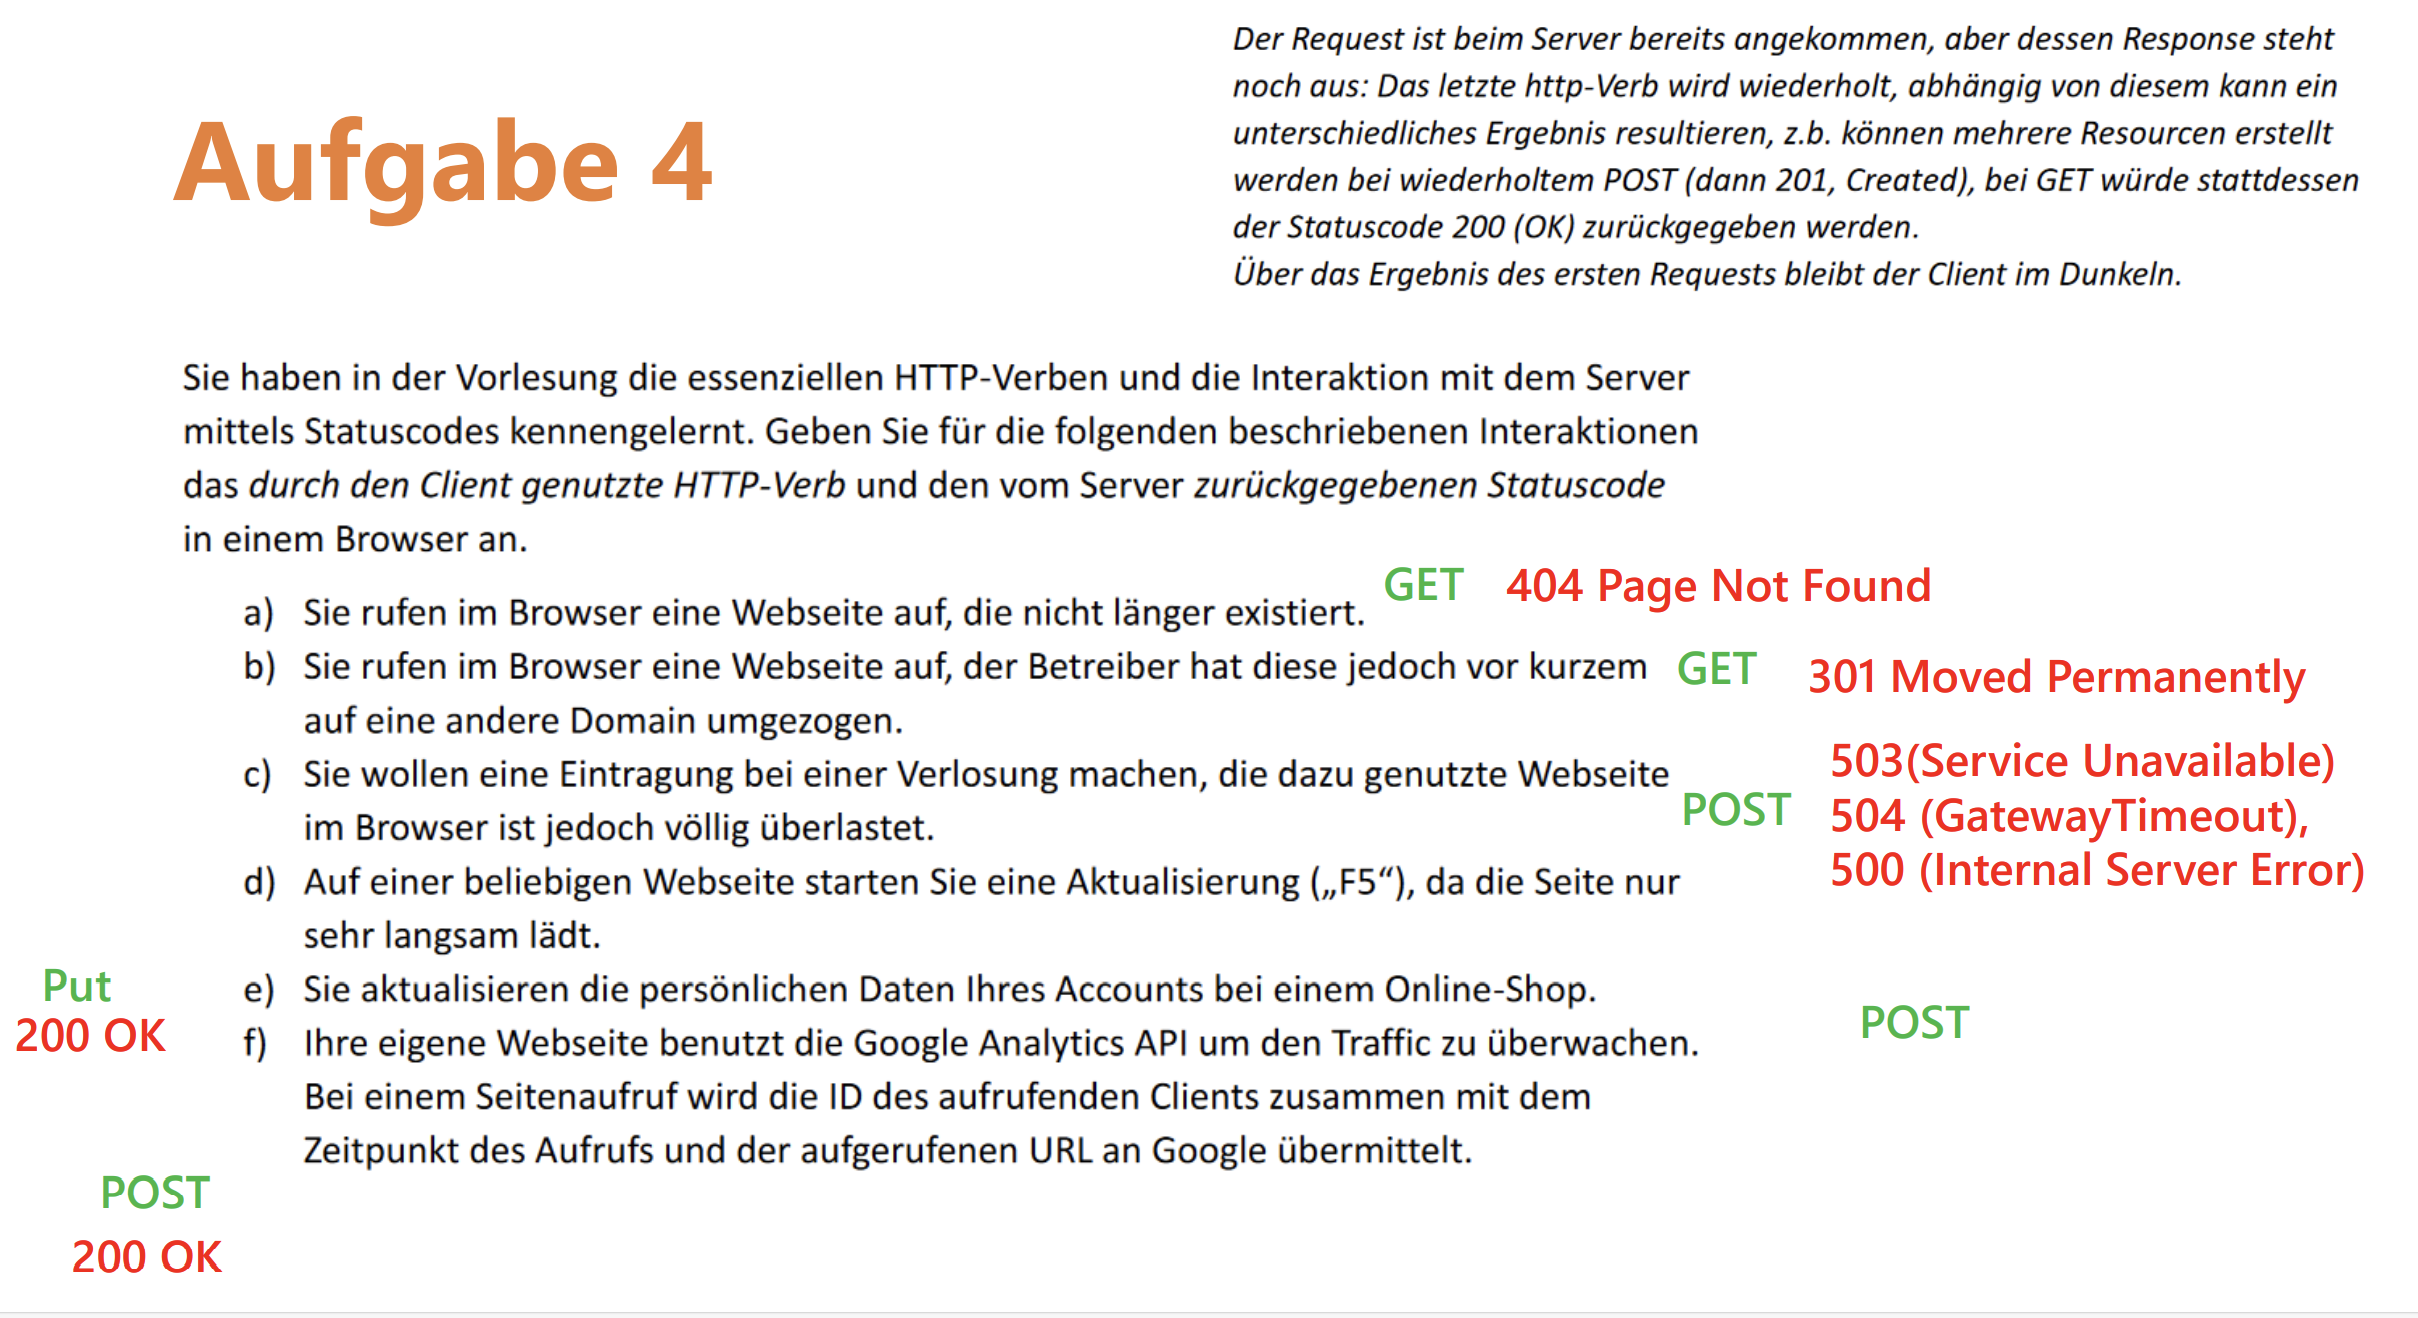 Der Request ist beim Server bereits angekommen, aber dessen Response steht
noch aus: Das letzte http-Verb wird wiederholt, abhängig von diesem kann ein
unterschiedliches Ergebnis resultieren, z.b. können mehrere Resourcen erstellt
werden bei wiederholtem POST (dann 201, Created), bei GET würde stattdessen
der Statuscode 200 (OK) zurückgegeben werden.
Über das Ergebnis des ersten Requests bleibt der Client im Dunkeln.
Aufgabe 4
Sie haben in der Vorlesung die essenziellen HTTP-Verben und die Interaktion mit dem Server
mittels Statuscodes kennengelernt. Geben Sie für die folgenden beschriebenen Interaktionen
das durch den Client genutzte HTTP-Verb und den vom Server zurückgegebenen Statuscode
in einem Browser an.
a) Sie rufen im Browser eine Webseite auf, die nicht länger existiert. GET 404 Page Not Found
b) Sie rufen im Browser eine Webseite auf, der Betreiber hat diese jedoch vor kurzem GET 301 Moved Permanently
auf eine andere Domain umgezogen.
c) Sie wollen eine Eintragung bei einer Verlosung machen, die dazu genutzte Webseite
im Browser ist jedoch völlig überlastet.
POST
503(Service Unavailable)
504 (GatewayTimeout),
500 (Internal Server Error)
d) Auf einer beliebigen Webseite starten Sie eine Aktualisierung („F5“), da die Seite nur
sehr langsam lädt.
Put
200 OK
e) Sie aktualisieren die persönlichen Daten Ihres Accounts bei einem Online-Shop.
POST
f) Ihre eigene Webseite benutzt die Google Analytics API um den Traffic zu überwachen.
Bei einem Seitenaufruf wird die ID des aufrufenden Clients zusammen mit dem
Zeitpunkt des Aufrufs und der aufgerufenen URL an Google übermittelt.
POST
200 OK